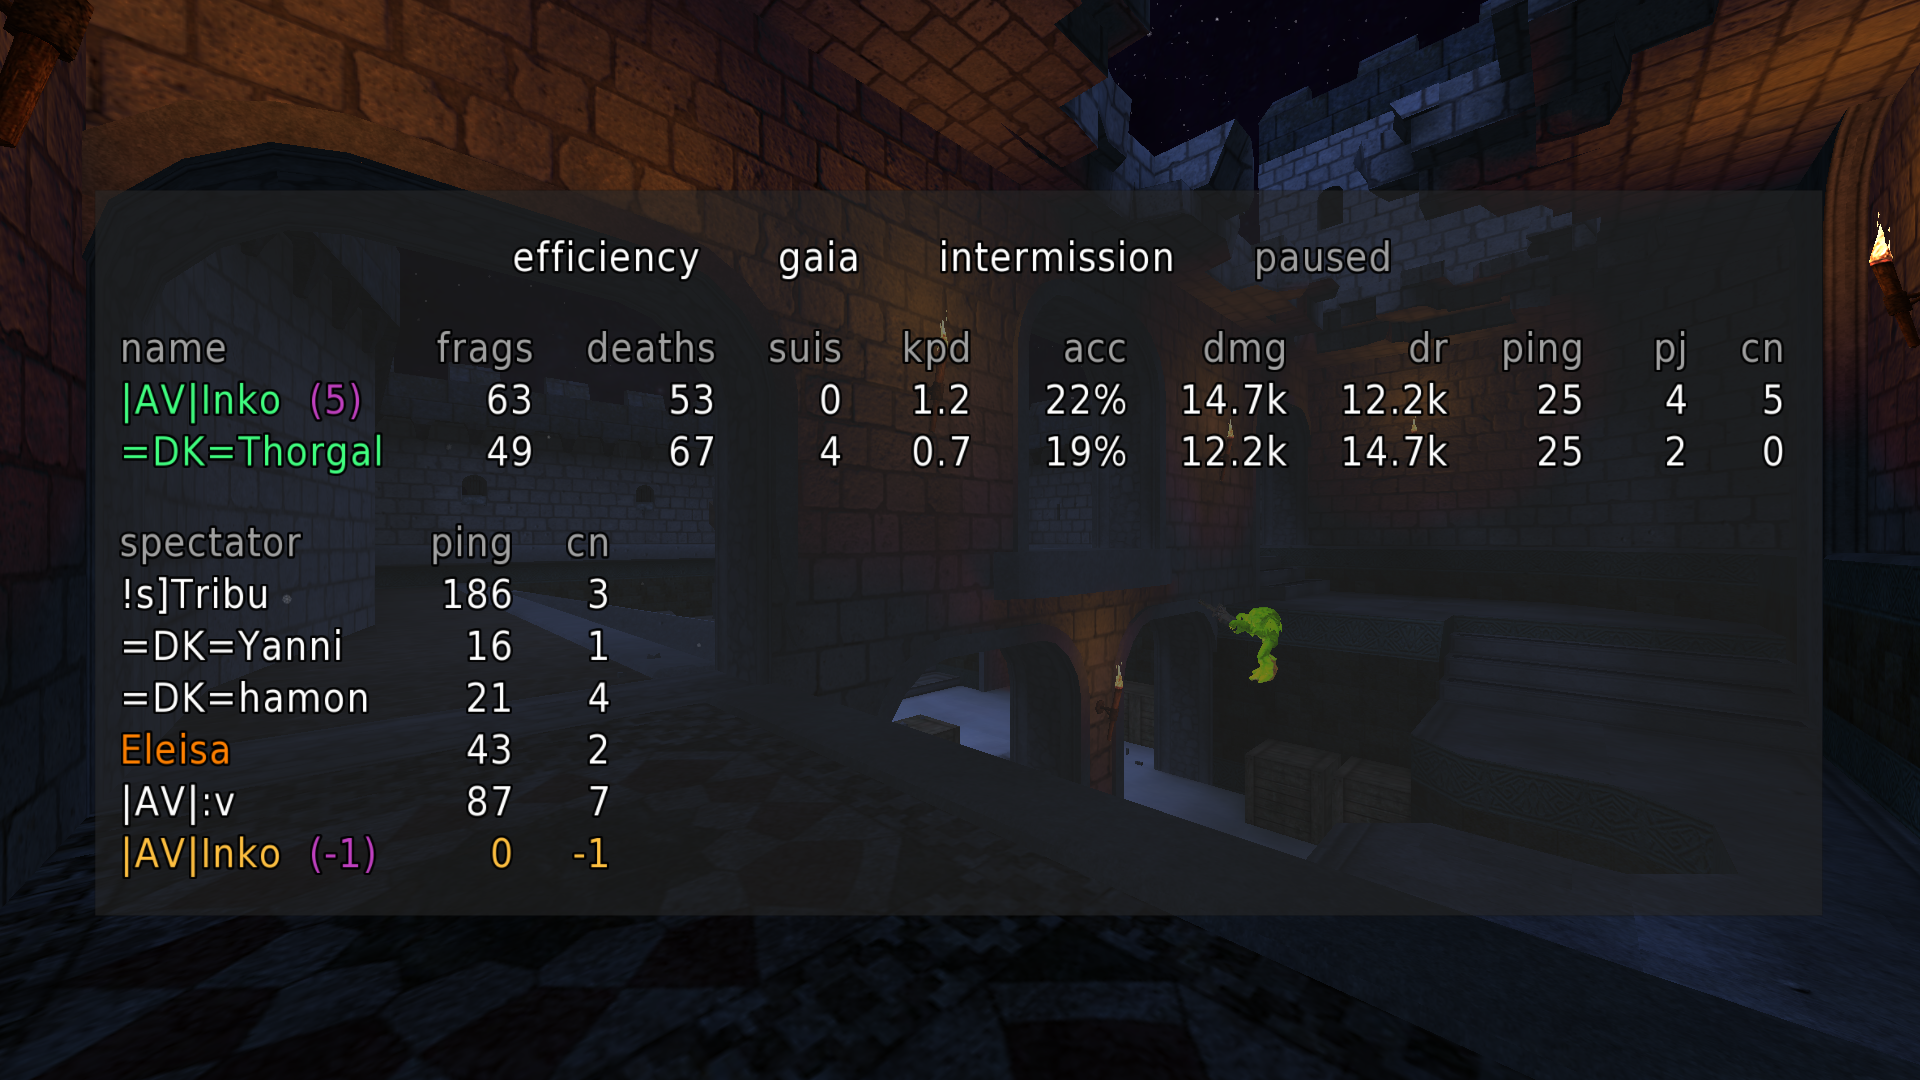 efficiency gaia intermission paused
name frags deaths suis kpd acc dmg dr ping pj cn
|AV|Inko (5) 63 53 0 1.2 22% 14.7k 12.2k 25 4 5
=DK=Thorgal 49 67 4 0.7 19% 12.2k 14.7k 25 2 0
spectator ping cn
!s]Tribu 186 3
=DK=Yanni 16 1
=DK=hamon 21 4
Eleisa 43 2
|AV|:v 87 7
|AV|Inko (-1) 0 -1